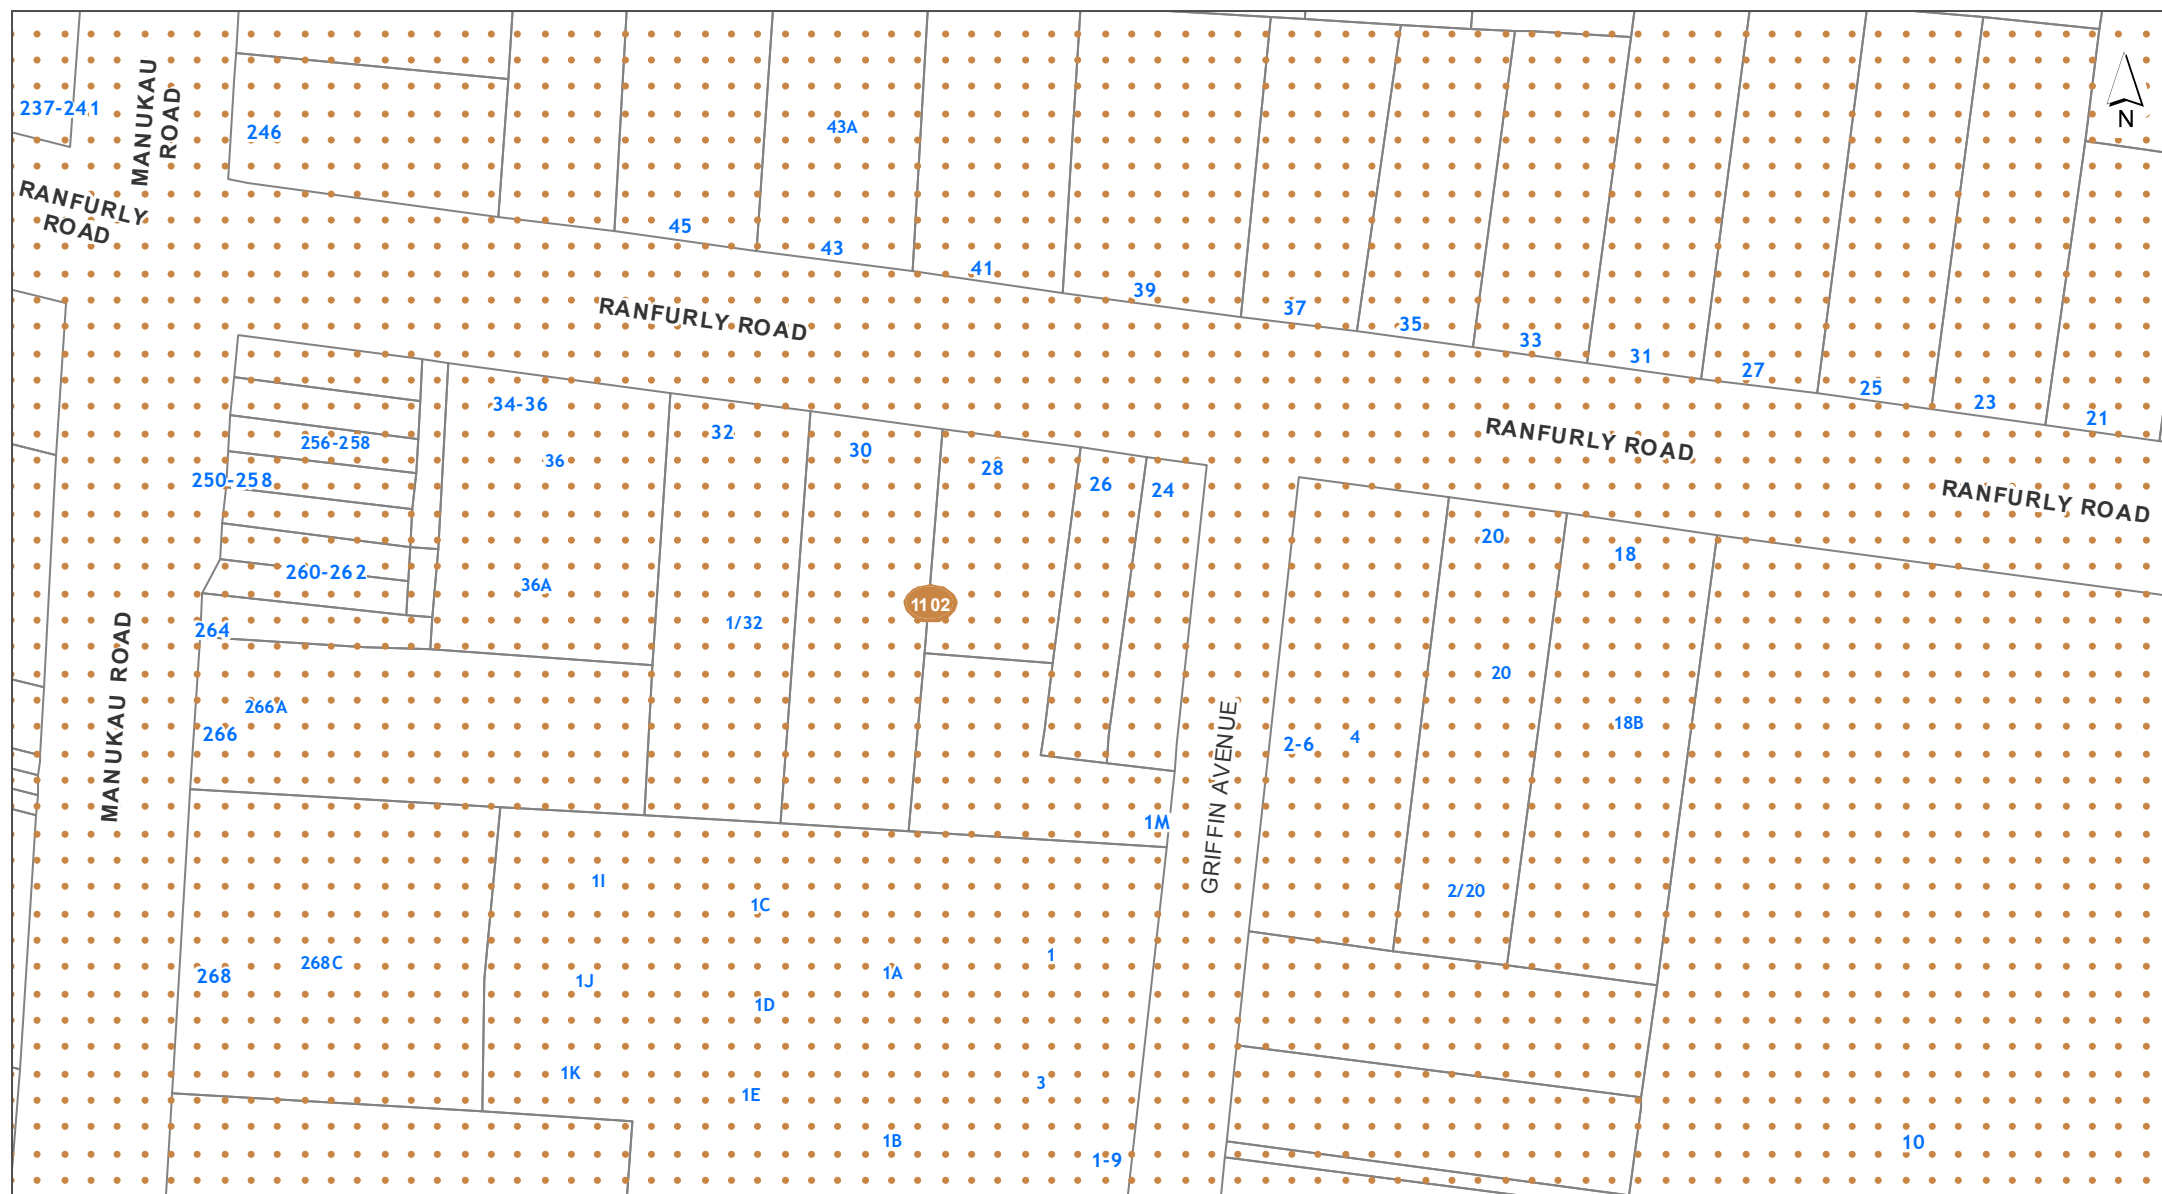 237-241
MANUKAU
ROAD
246
43A
N
RANFURLY
ROAD
45
43
41
39
37
35
33
31
27
25
23
21
RANFURLY ROAD
34-36
32
30
28
26
24
256-258
36
250-258
RANFURLY ROAD
RANFURLY ROAD
20
18
260-262
36A
1102
1/32
264
MANUKAU ROAD
266A
266
20
18B
2-6
4
GRIFFIN AVENUE
1M
1I
1C
2/20
268
268C
1J
1D
1A
1
1K
1E
3
1B
1-9
10